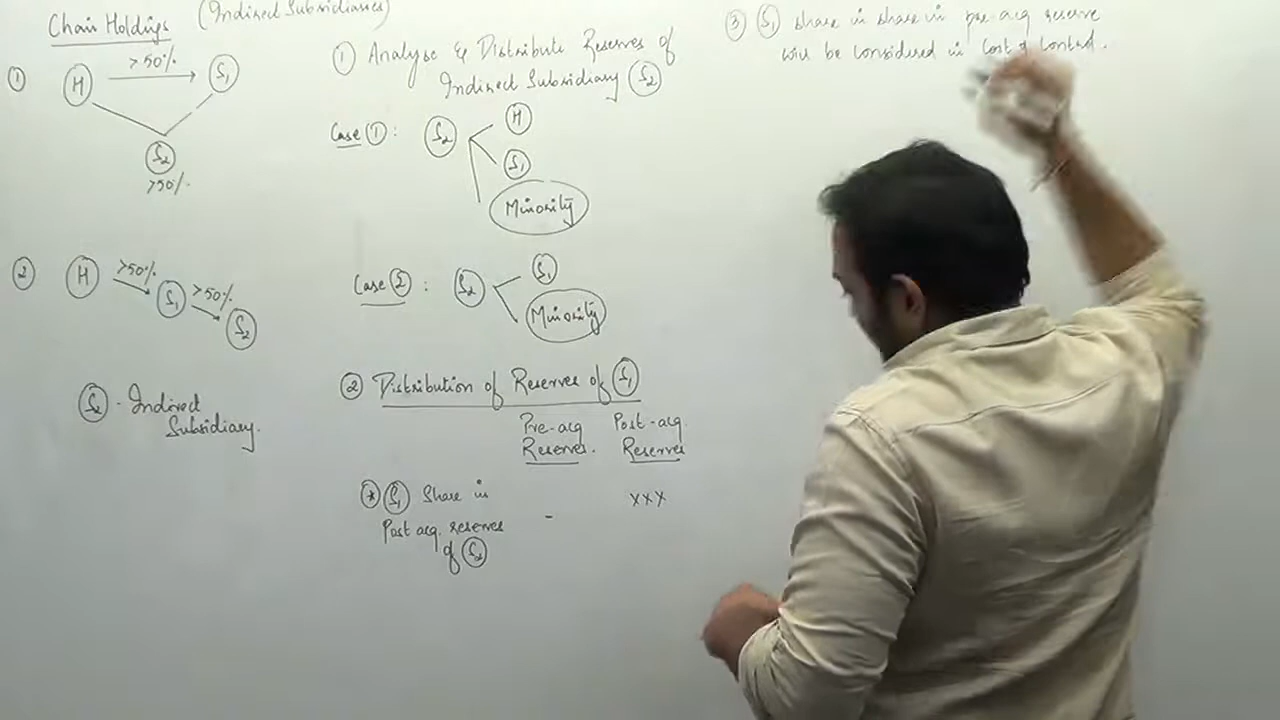 Chain Holdings (Indirect Subsidiaries)
① H >50% S₁
S₂
>50%
② H >50% S₁ >50% S₂
S₂ - Indirect
Subsidiary.
① Analyse & Distribute Reserves of
Indirect Subsidiary S₂
Case ① : S₂ H
S₁
Minority
Case ② : S₂ S₁
Minority
② Distribution of Reserves of S₁
Pre-acq Post-acq.
Reserves. Reserves
* S₁ Share in - xxx
Post acq. reserves
of S₂
③ S₁ share in share in pre-acq reserve
will be considered in Cost of Control.